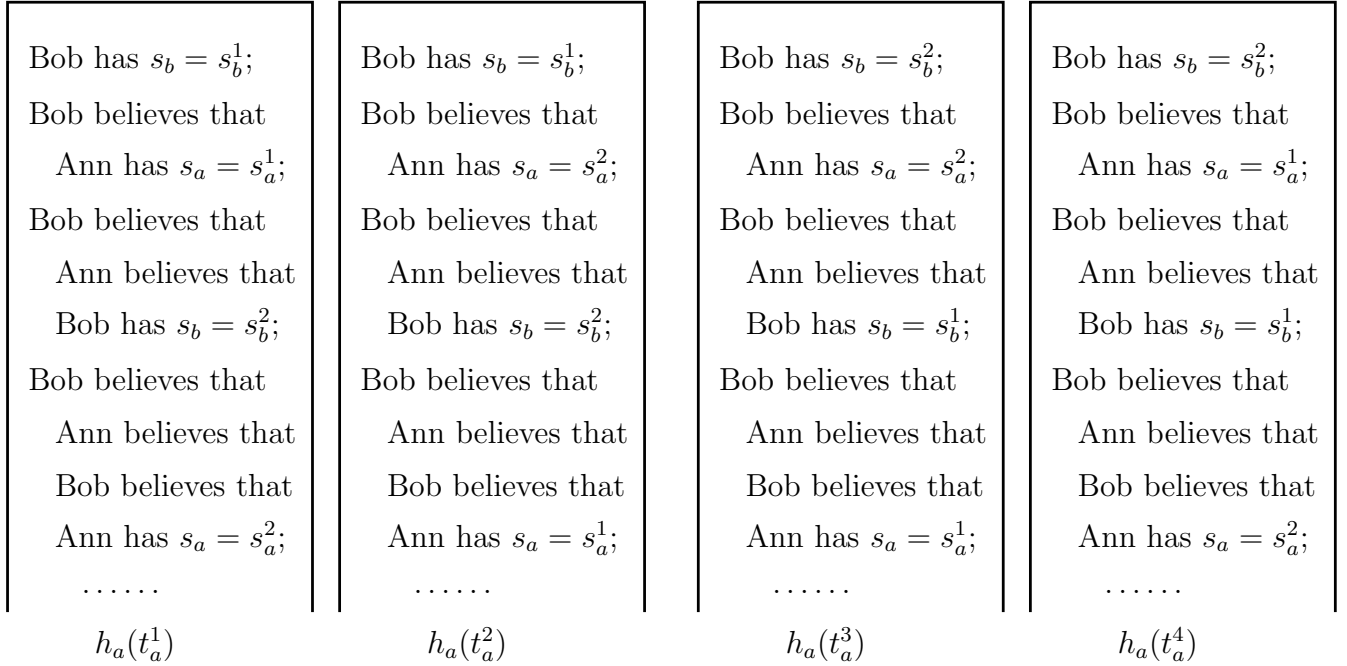 Bob has $s_b = s_b^1$;
Bob believes that
Ann has $s_a = s_a^1$;
Bob believes that
Ann believes that
Bob has $s_b = s_b^2$;
Bob believes that
Ann believes that
Bob believes that
Ann has $s_a = s_a^2$;
......
$h_a(t_a^1)$
Bob has $s_b = s_b^1$;
Bob believes that
Ann has $s_a = s_a^2$;
Bob believes that
Ann believes that
Bob has $s_b = s_b^2$;
Bob believes that
Ann believes that
Bob believes that
Ann has $s_a = s_a^1$;
......
$h_a(t_a^2)$
Bob has $s_b = s_b^2$;
Bob believes that
Ann has $s_a = s_a^2$;
Bob believes that
Ann believes that
Bob has $s_b = s_b^1$;
Bob believes that
Ann believes that
Bob believes that
Ann has $s_a = s_a^1$;
......
$h_a(t_a^3)$
Bob has $s_b = s_b^2$;
Bob believes that
Ann has $s_a = s_a^1$;
Bob believes that
Ann believes that
Bob has $s_b = s_b^1$;
Bob believes that
Ann believes that
Bob believes that
Ann has $s_a = s_a^2$;
......
$h_a(t_a^4)$